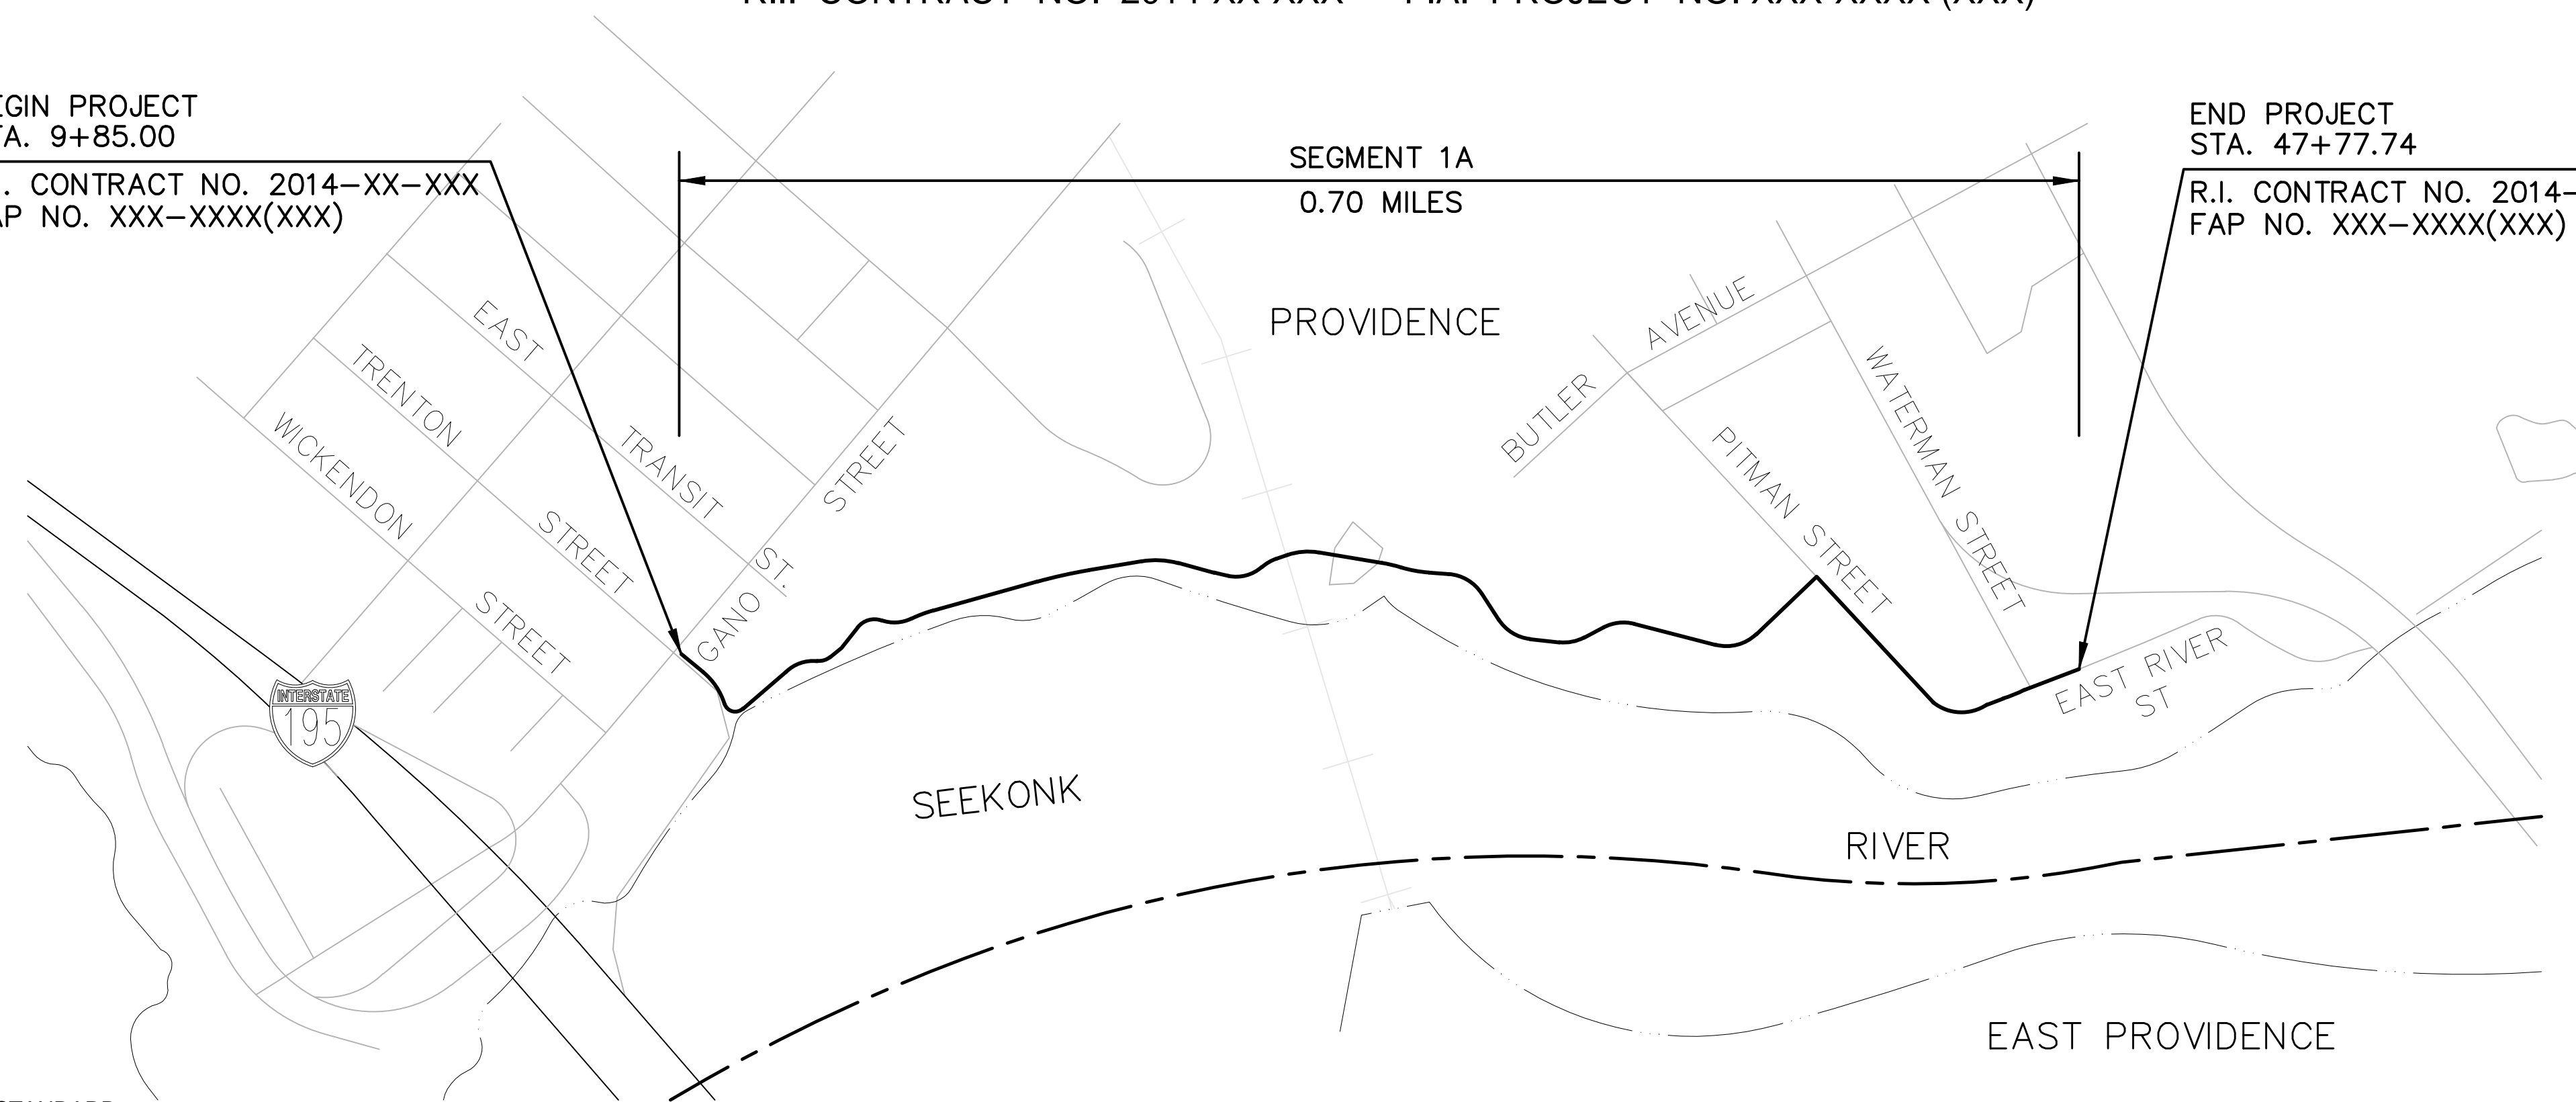 BEGIN PROJECT
STA. 9+85.00
R.I. CONTRACT NO. 2014-XX-XXX
FAP NO. XXX-XXXX(XXX)
SEGMENT 1A
0.70 MILES
END PROJECT
STA. 47+77.74
R.I. CONTRACT NO. 2014-
FAP NO. XXX-XXXX(XXX)
PROVIDENCE
EAST TRANSIT ST.
TRENTON STREET
WICKENDON STREET
GANO STREET
BUTLER AVENUE
PITMAN STREET
WATERMAN STREET
EAST RIVER
ST
INTERSTATE
195
SEEKONK RIVER
EAST PROVIDENCE